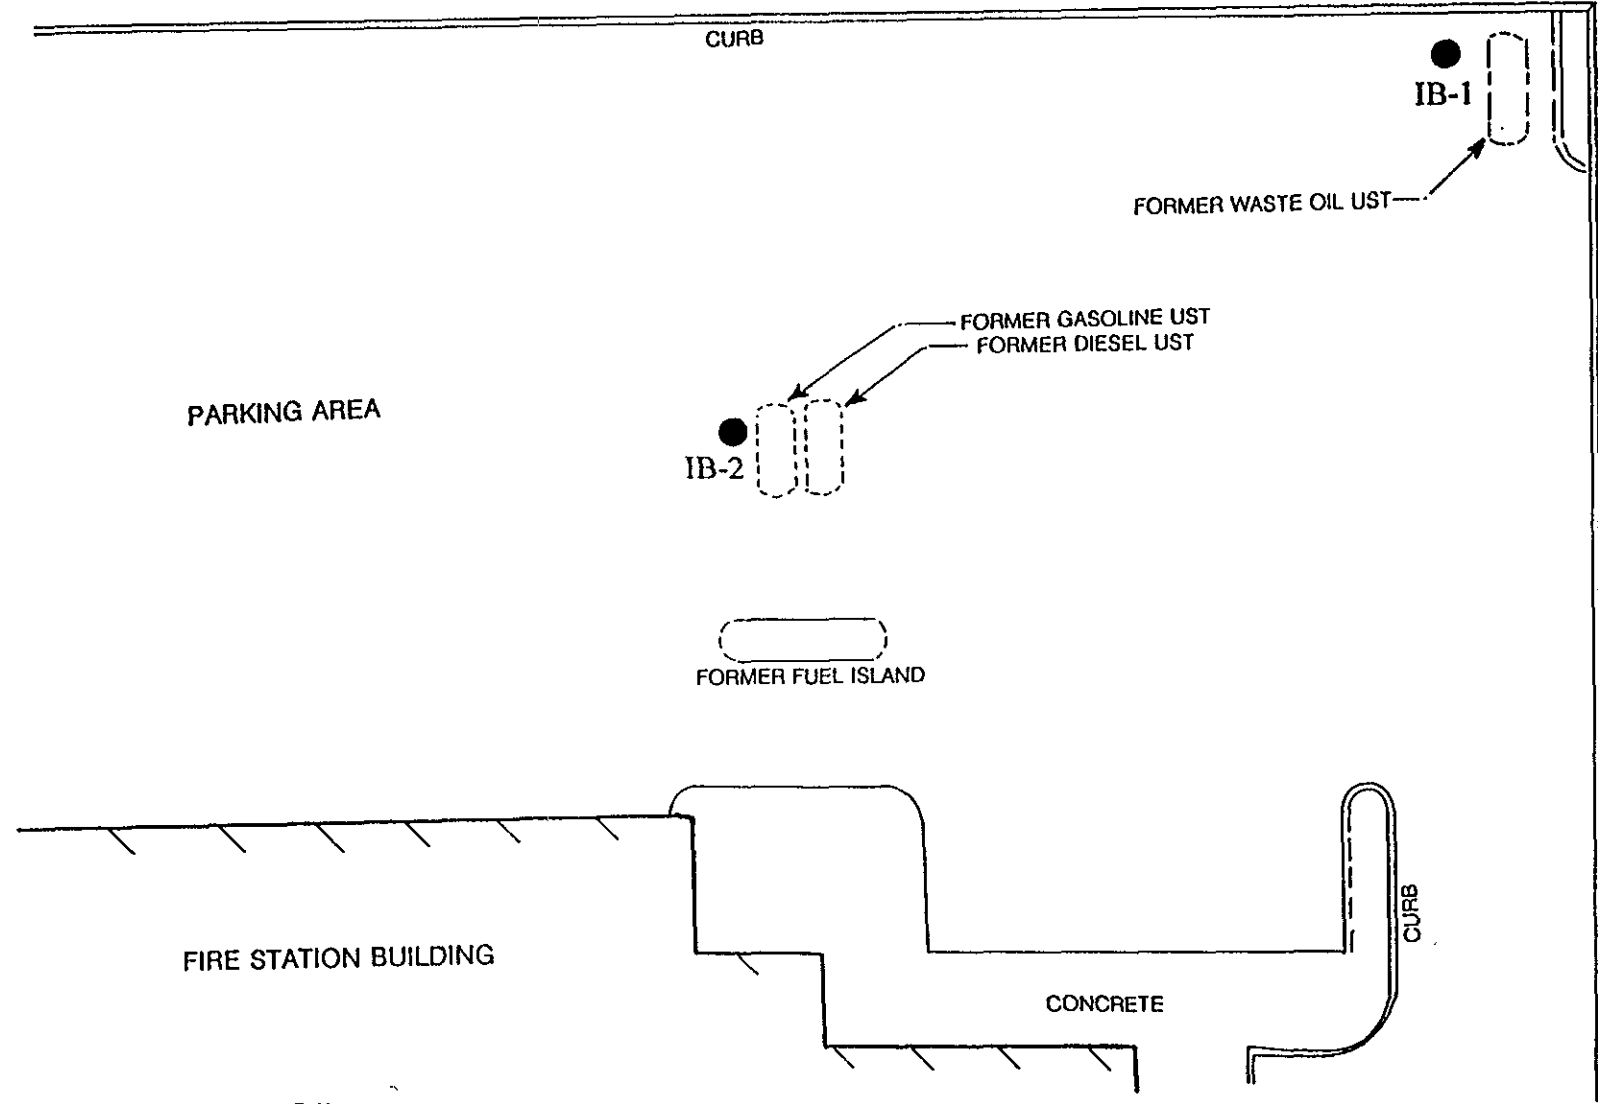 CURB
IB-1
FORMER WASTE OIL UST
FORMER GASOLINE UST
FORMER DIESEL UST
PARKING AREA
IB-2
FORMER FUEL ISLAND
CURB
FIRE STATION BUILDING
CONCRETE